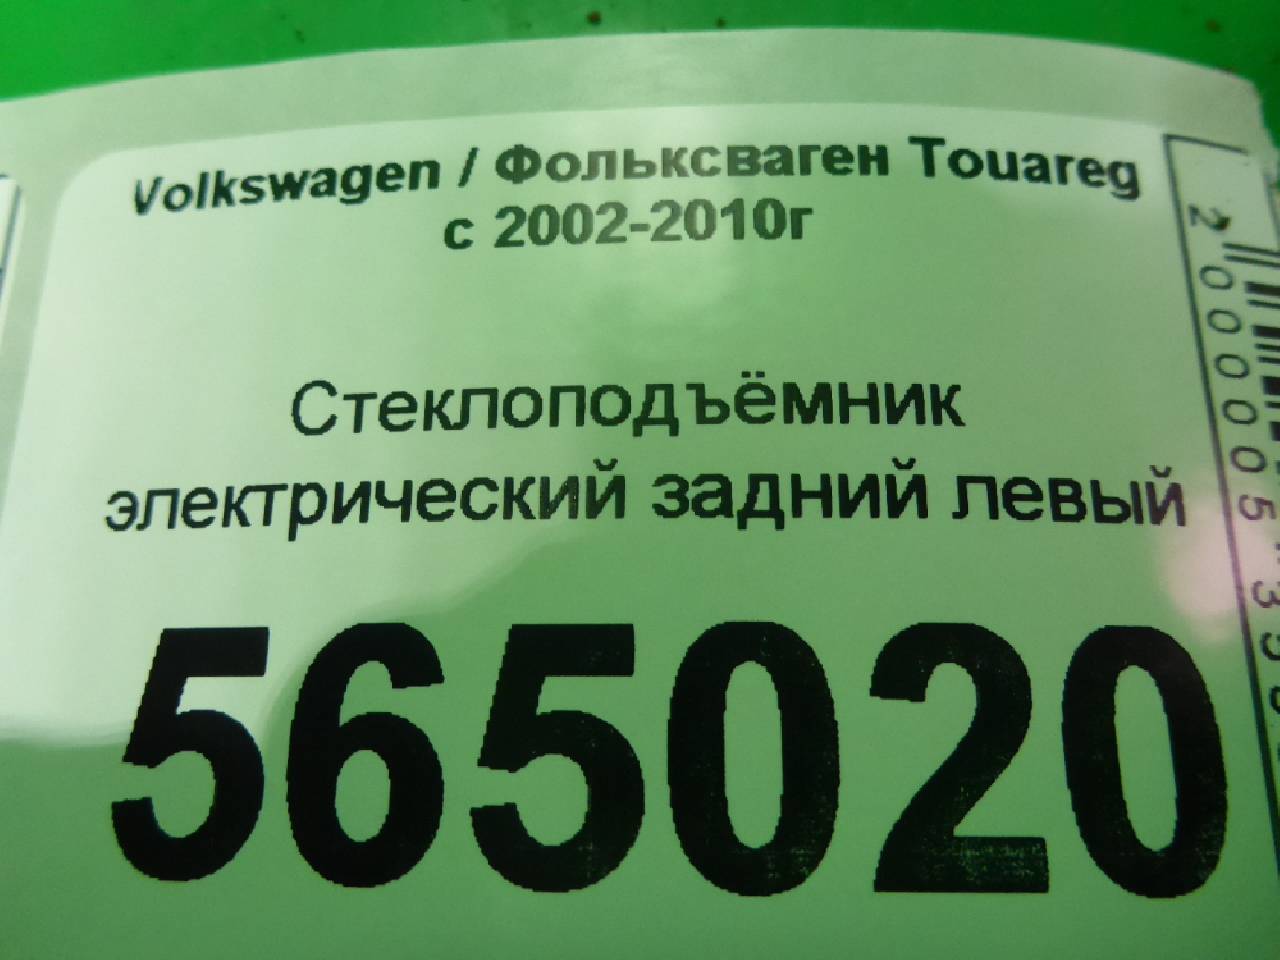 Volkswagen / Фольксваген Touareg
с 2002-2010г
Стеклоподъёмник
электрический задний левый
565020